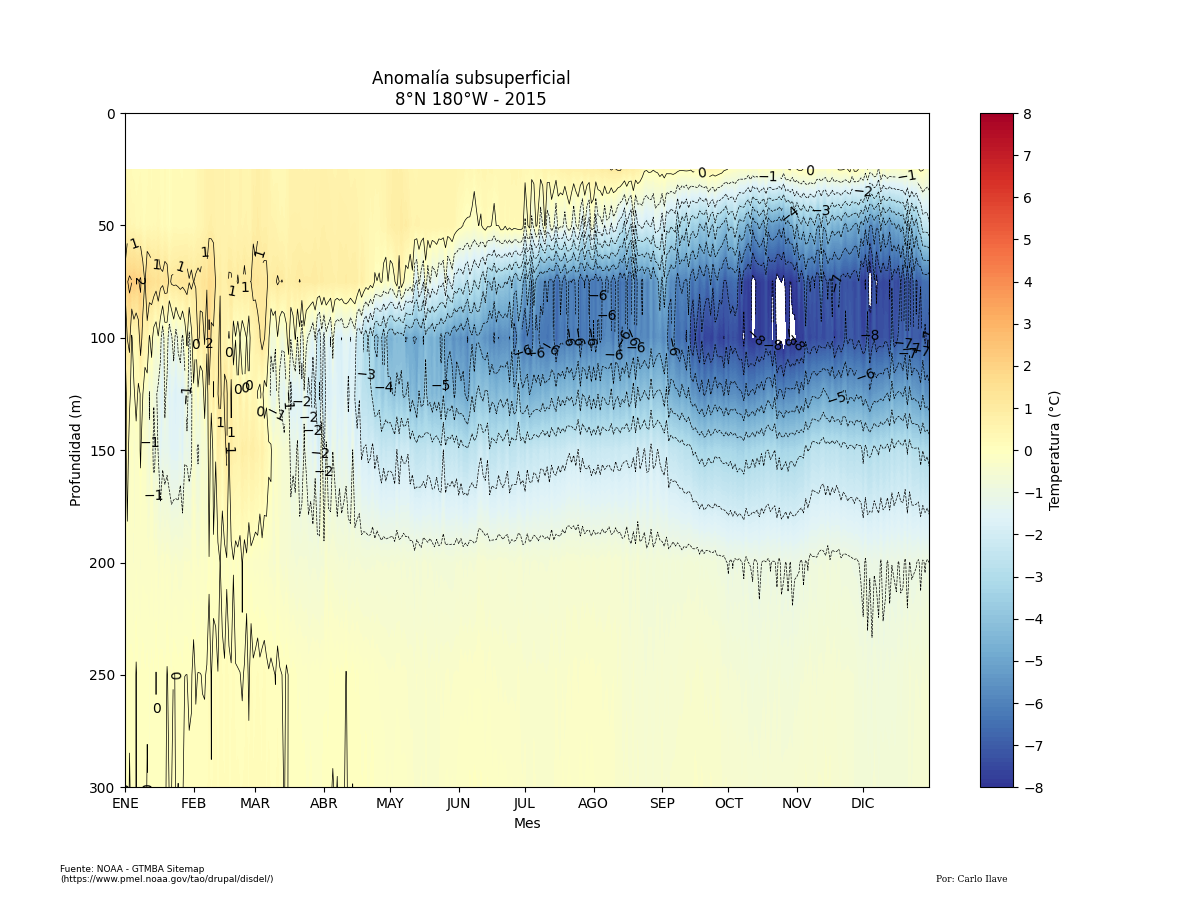 Anomalía subsuperficial
8°N 180°W - 2015
Profundidad (m)
0
50
100
150
200
250
300
ENE FEB MAR ABR MAY JUN JUL AGO SEP OCT NOV DIC
Mes
8
7
6
5
4
3
2
1
0
−1
−2
−3
−4
−5
−6
−7
−8
Temperatura (°C)
Fuente: NOAA - GTMBA Sitemap
(https://www.pmel.noaa.gov/tao/drupal/disdel/)
Por: Carlo Ilave